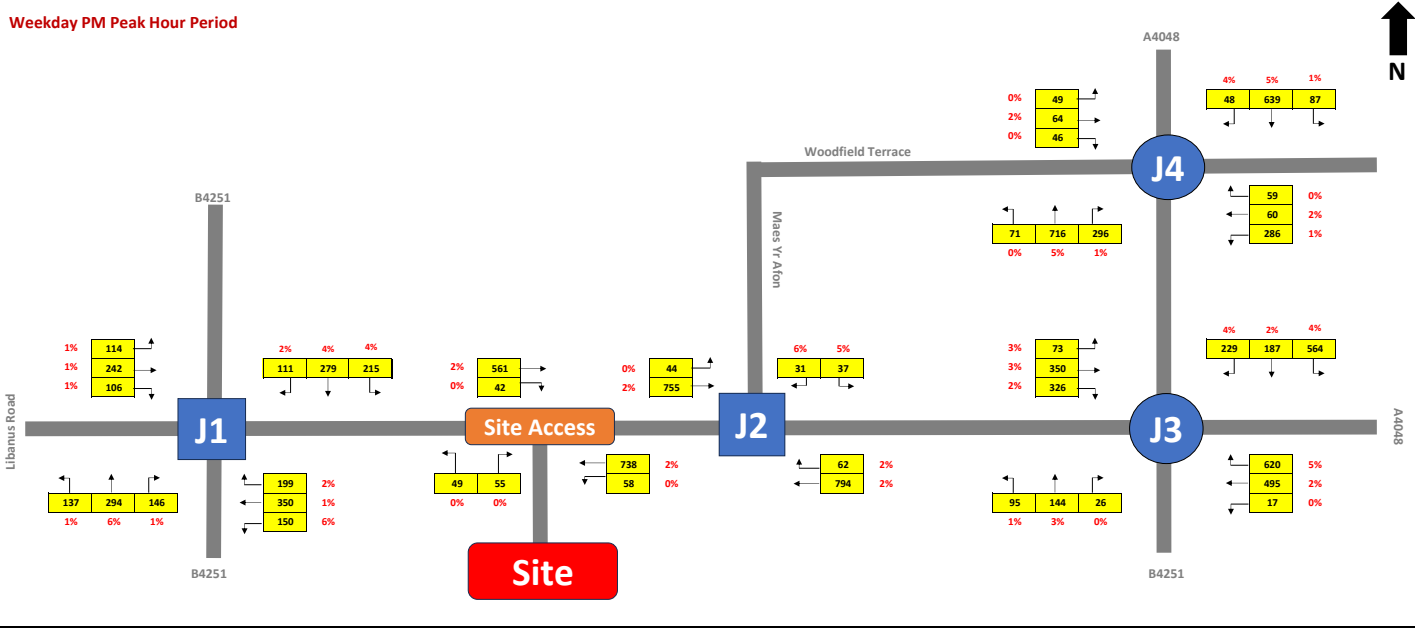 Weekday PM Peak Hour Period
N
A4048
4% 5% 1%
48 639 87
0% 49
2% 64
0% 46
Woodfield Terrace
J4
59 0%
60 2%
286 1%
71 716 296
0% 5% 1%
Maes Yr Afon
B4251
1% 114
1% 242
1% 106
2% 4% 4%
111 279 215
2% 561
0% 42
0% 44
2% 755
6% 5%
31 37
3% 73
3% 350
2% 326
4% 2% 4%
229 187 564
Libanus Road
J1
Site Access
J2
J3
A4048
137 294 146
1% 6% 1%
199 2%
350 1%
150 6%
49 55
0% 0%
738 2%
58 0%
62 2%
794 2%
95 144 26
1% 3% 0%
620 5%
495 2%
17 0%
B4251
Site
B4251